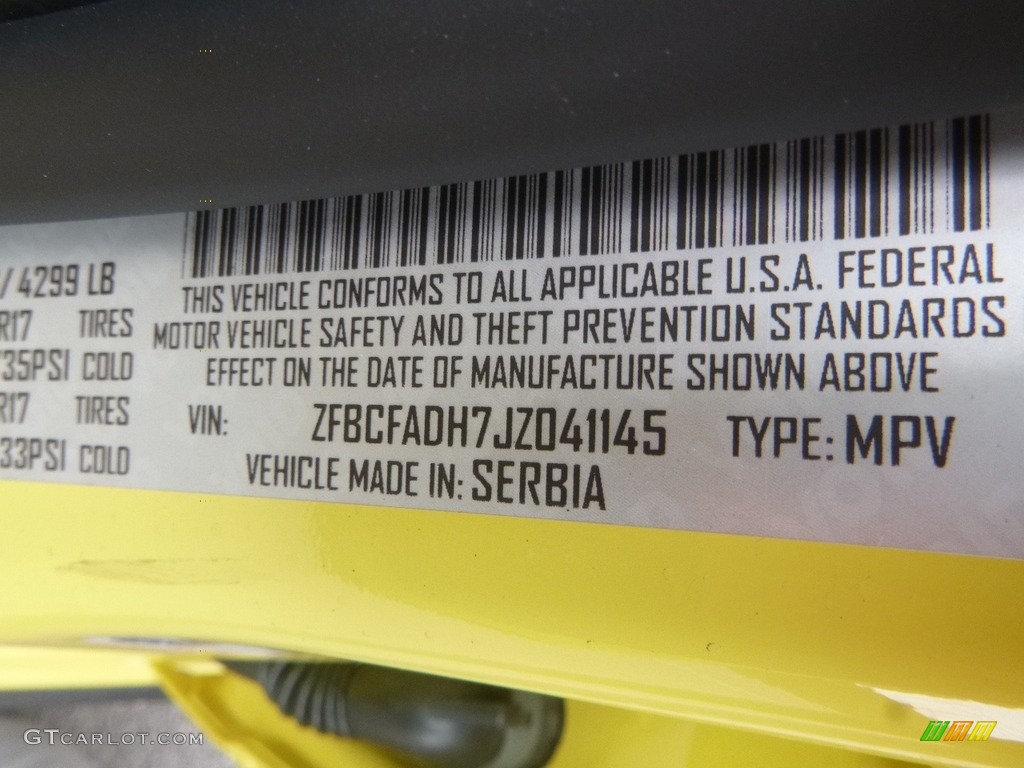 / 4299 LB
R17 TIRES
35PSI COLD
R17 TIRES
33PSI COLD
THIS VEHICLE CONFORMS TO ALL APPLICABLE U.S.A. FEDERAL
MOTOR VEHICLE SAFETY AND THEFT PREVENTION STANDARDS
EFFECT ON THE DATE OF MANUFACTURE SHOWN ABOVE
VIN: ZFBCFADH7JZ041145 TYPE: MPV
VEHICLE MADE IN: SERBIA
GTCARLOT.COM